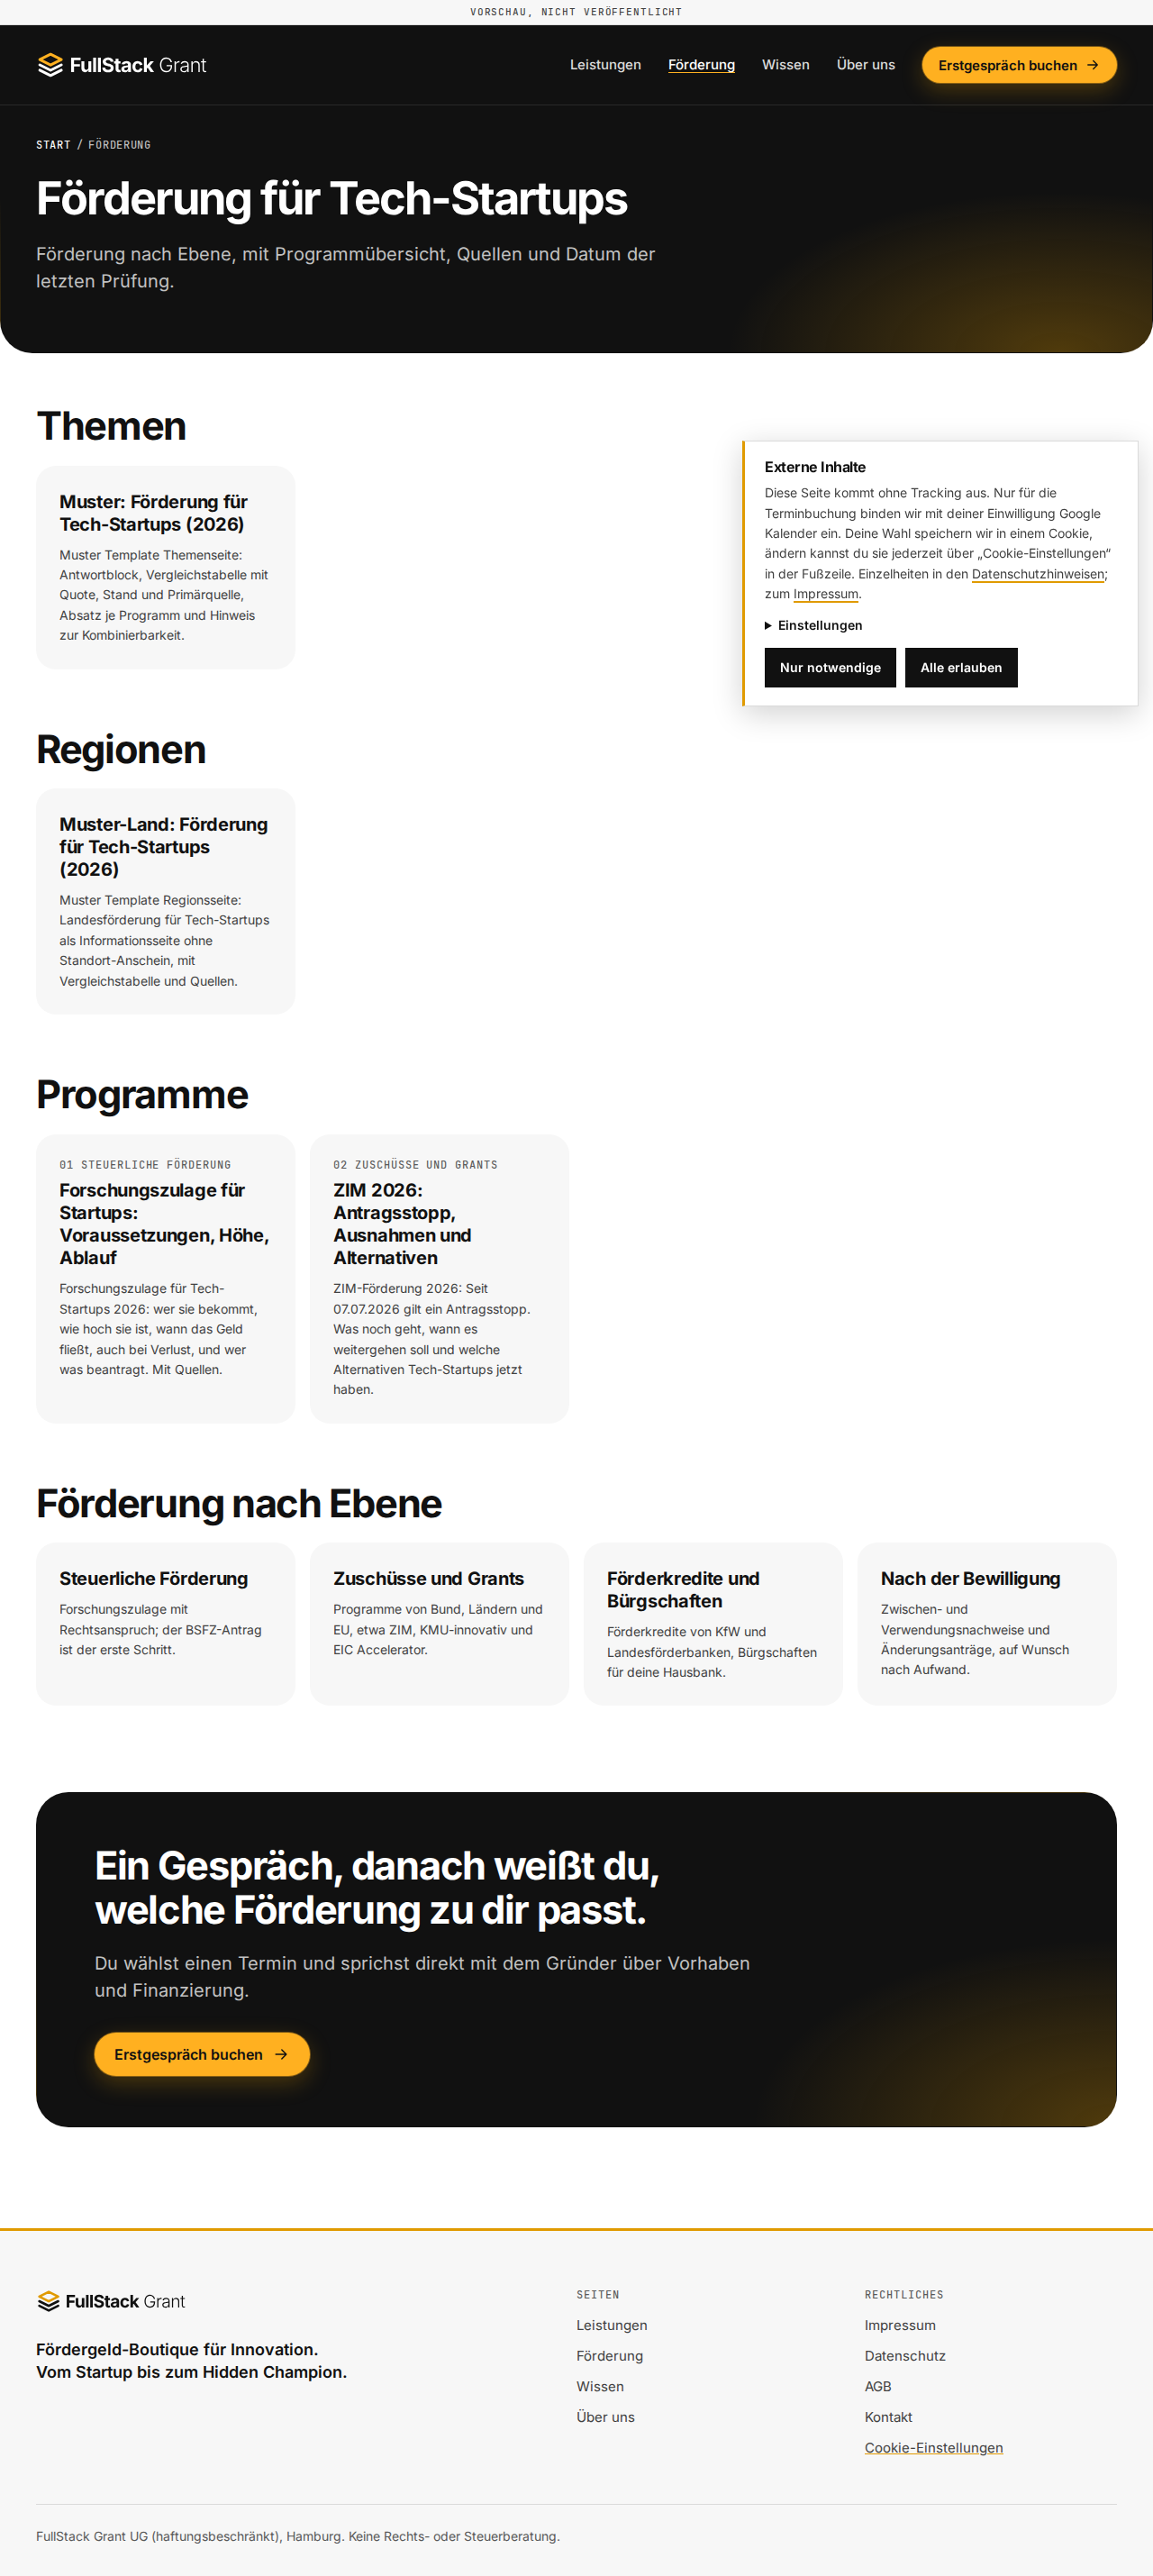 VORSCHAU, NICHT VERÖFFENTLICHT
FullStack Grant
Leistungen
Förderung
Wissen
Über uns
Erstgespräch buchen →
START / FÖRDERUNG
Förderung für Tech-Startups
Förderung nach Ebene, mit Programmübersicht, Quellen und Datum der
letzten Prüfung.
Themen
Muster: Förderung für
Tech-Startups (2026)
Muster Template Themenseite:
Antwortblock, Vergleichstabelle mit
Quote, Stand und Primärquelle,
Absatz je Programm und Hinweis
zur Kombinierbarkeit.
Externe Inhalte
Diese Seite kommt ohne Tracking aus. Nur für die
Terminbuchung binden wir mit deiner Einwilligung Google
Kalender ein. Deine Wahl speichern wir in einem Cookie,
ändern kannst du sie jederzeit über „Cookie-Einstellungen“
in der Fußzeile. Einzelheiten in den Datenschutzhinweisen;
zum Impressum.
Einstellungen
Nur notwendige
Alle erlauben
Regionen
Muster-Land: Förderung
für Tech-Startups
(2026)
Muster Template Regionsseite:
Landesförderung für Tech-Startups
als Informationsseite ohne
Standort-Anschein, mit
Vergleichstabelle und Quellen.
Programme
01 STEUERLICHE FÖRDERUNG
Forschungszulage für
Startups:
Voraussetzungen, Höhe,
Ablauf
Forschungszulage für Tech-
Startups 2026: wer sie bekommt,
wie hoch sie ist, wann das Geld
fließt, auch bei Verlust, und wer
was beantragt. Mit Quellen.
02 ZUSCHÜSSE UND GRANTS
ZIM 2026:
Antragsstopp,
Ausnahmen und
Alternativen
ZIM-Förderung 2026: Seit
07.07.2026 gilt ein Antragsstopp.
Was noch geht, wann es
weitergehen soll und welche
Alternativen Tech-Startups jetzt
haben.
Förderung nach Ebene
Steuerliche Förderung
Forschungszulage mit
Rechtsanspruch; der BSFZ-Antrag
ist der erste Schritt.
Zuschüsse und Grants
Programme von Bund, Ländern und
EU, etwa ZIM, KMU-innovativ und
EIC Accelerator.
Förderkredite und
Bürgschaften
Förderkredite von KfW und
Landesförderbanken, Bürgschaften
für deine Hausbank.
Nach der Bewilligung
Zwischen- und
Verwendungsnachweise und
Änderungsanträge, auf Wunsch
nach Aufwand.
Ein Gespräch, danach weißt du,
welche Förderung zu dir passt.
Du wählst einen Termin und sprichst direkt mit dem Gründer über Vorhaben
und Finanzierung.
Erstgespräch buchen →
FullStack Grant
Fördergeld-Boutique für Innovation.
Vom Startup bis zum Hidden Champion.
SEITEN
Leistungen
Förderung
Wissen
Über uns
RECHTLICHES
Impressum
Datenschutz
AGB
Kontakt
Cookie-Einstellungen
FullStack Grant UG (haftungsbeschränkt), Hamburg. Keine Rechts- oder Steuerberatung.